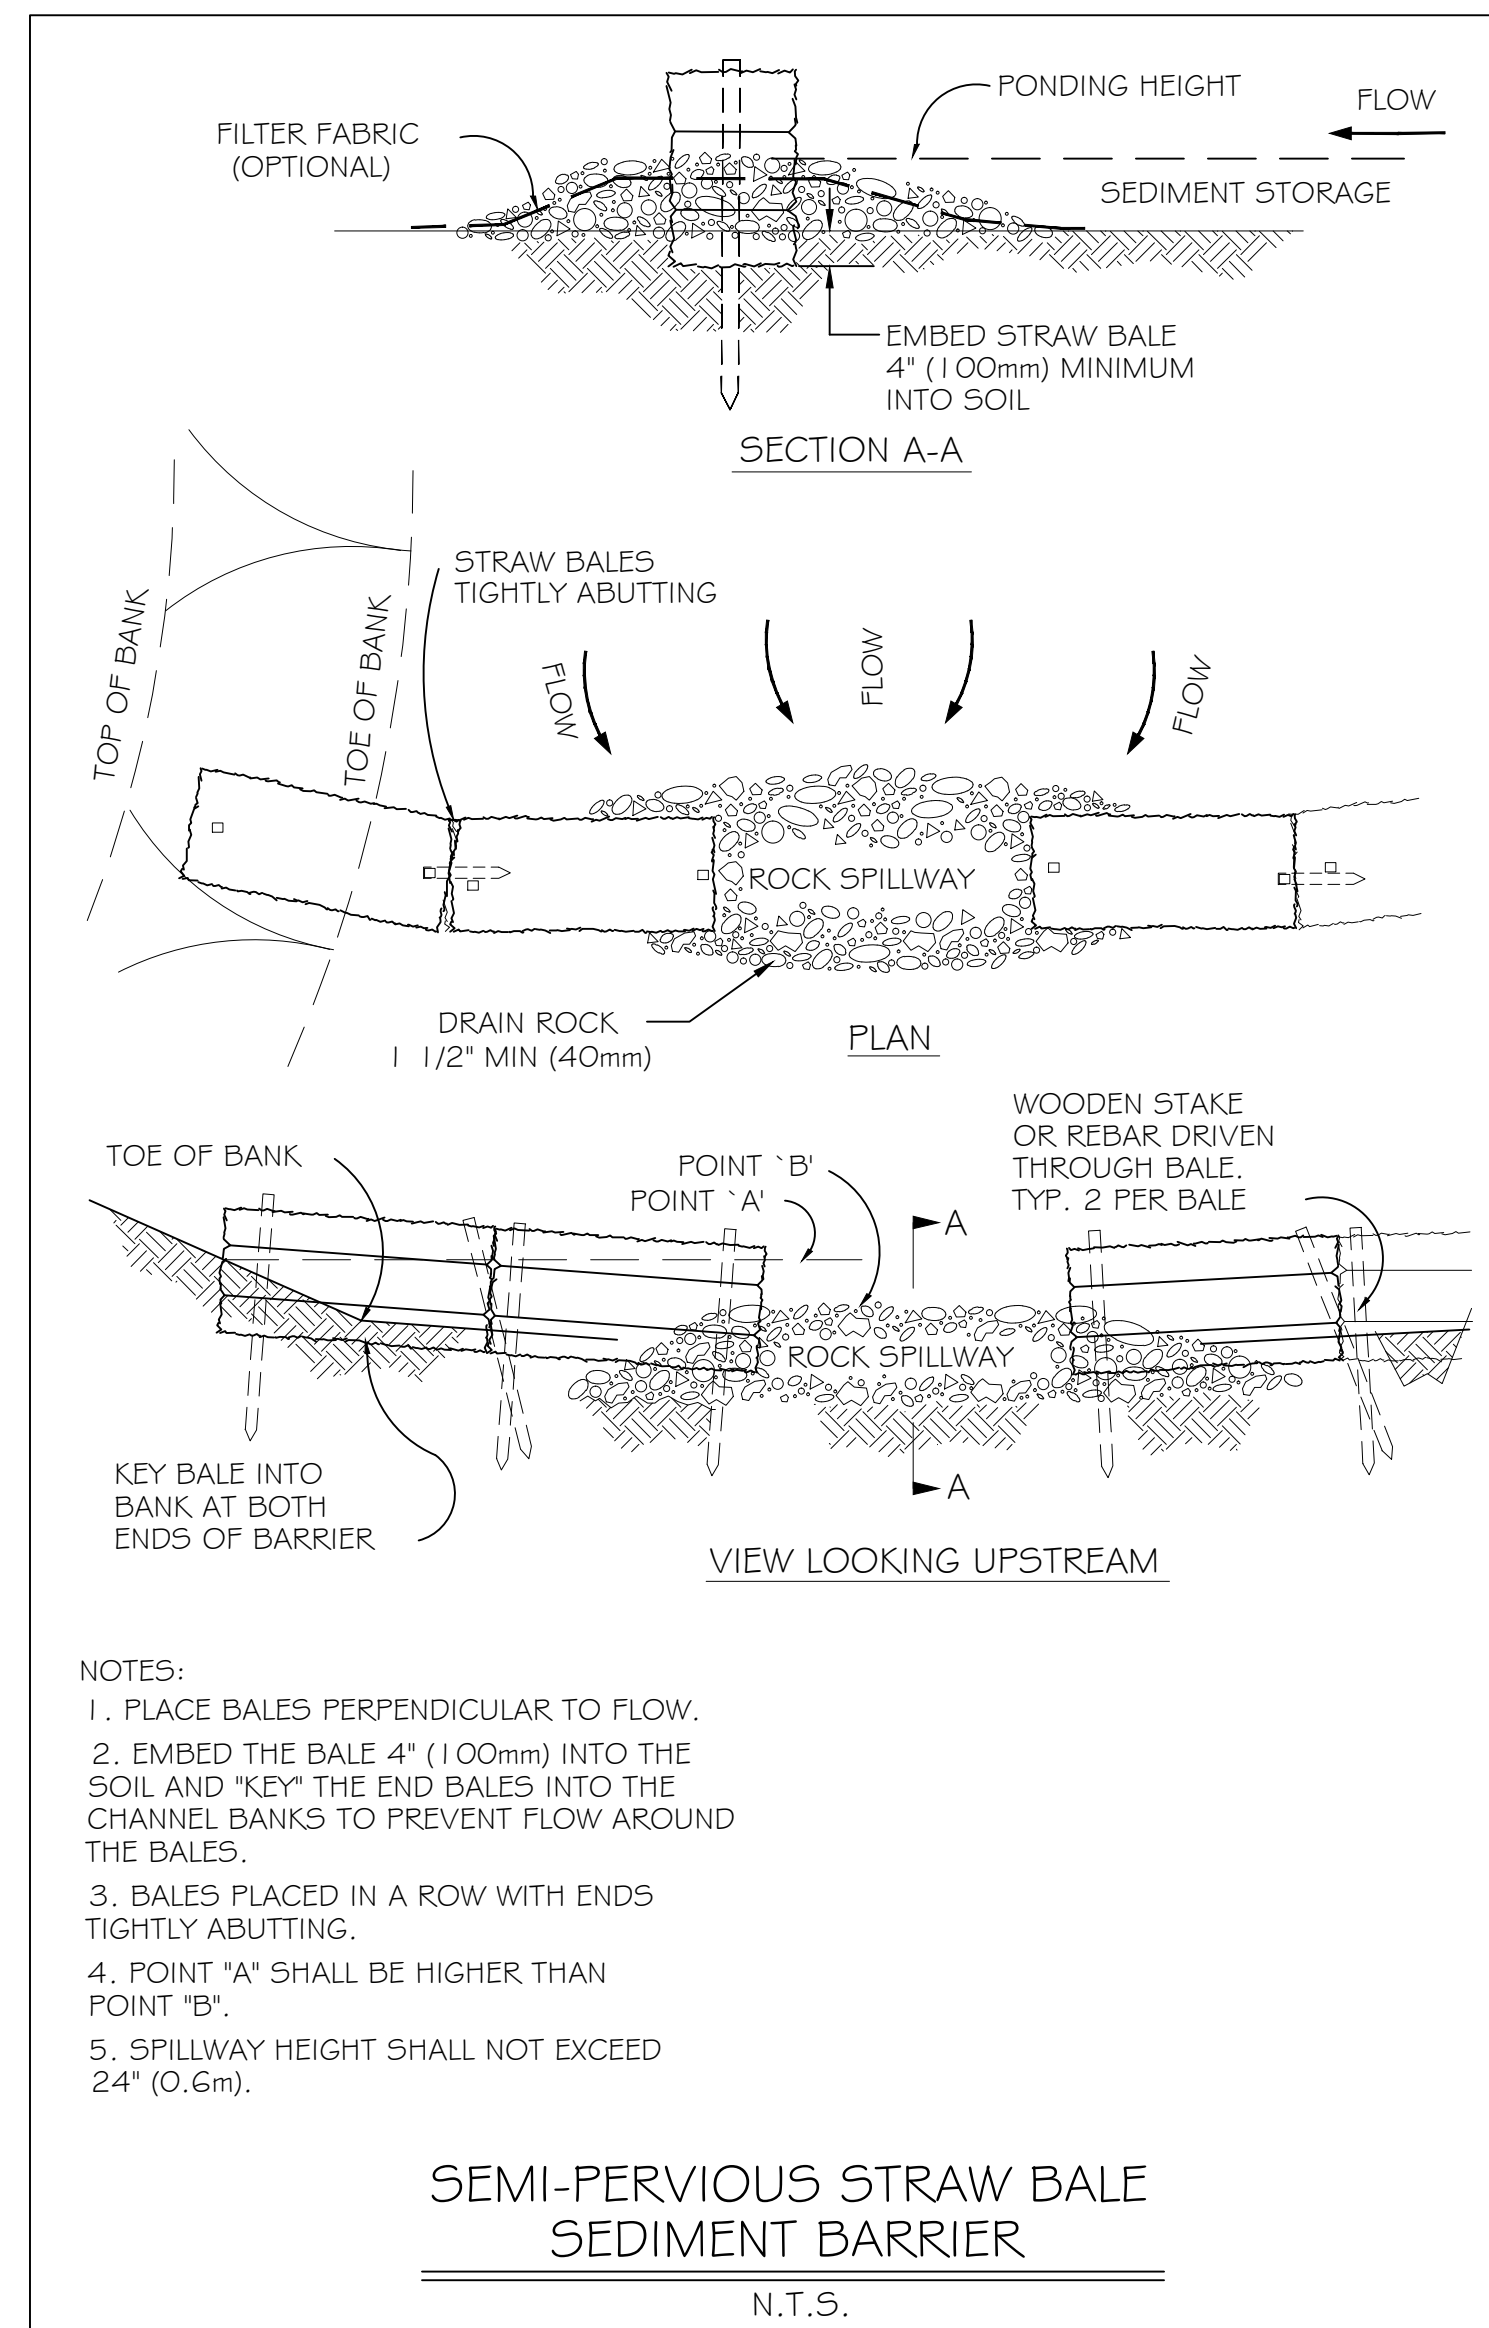 PONDING HEIGHT
FLOW
FILTER FABRIC
(OPTIONAL)
SEDIMENT STORAGE
EMBED STRAW BALE
4" (100mm) MINIMUM
INTO SOIL
SECTION A-A
STRAW BALES
TIGHTLY ABUTTING
TOP OF BANK
TOE OF BANK
FLOW
FLOW
FLOW
ROCK SPILLWAY
DRAIN ROCK
1 1/2" MIN (40mm)
PLAN
WOODEN STAKE
OR REBAR DRIVEN
THROUGH BALE.
TYP. 2 PER BALE
TOE OF BANK
POINT `B'
POINT `A'
A
ROCK SPILLWAY
A
KEY BALE INTO
BANK AT BOTH
ENDS OF BARRIER
VIEW LOOKING UPSTREAM
NOTES:
1. PLACE BALES PERPENDICULAR TO FLOW.
2. EMBED THE BALE 4" (100mm) INTO THE
SOIL AND "KEY" THE END BALES INTO THE
CHANNEL BANKS TO PREVENT FLOW AROUND
THE BALES.
3. BALES PLACED IN A ROW WITH ENDS
TIGHTLY ABUTTING.
4. POINT "A" SHALL BE HIGHER THAN
POINT "B".
5. SPILLWAY HEIGHT SHALL NOT EXCEED
24" (0.6m).
SEMI-PERVIOUS STRAW BALE
SEDIMENT BARRIER
N.T.S.